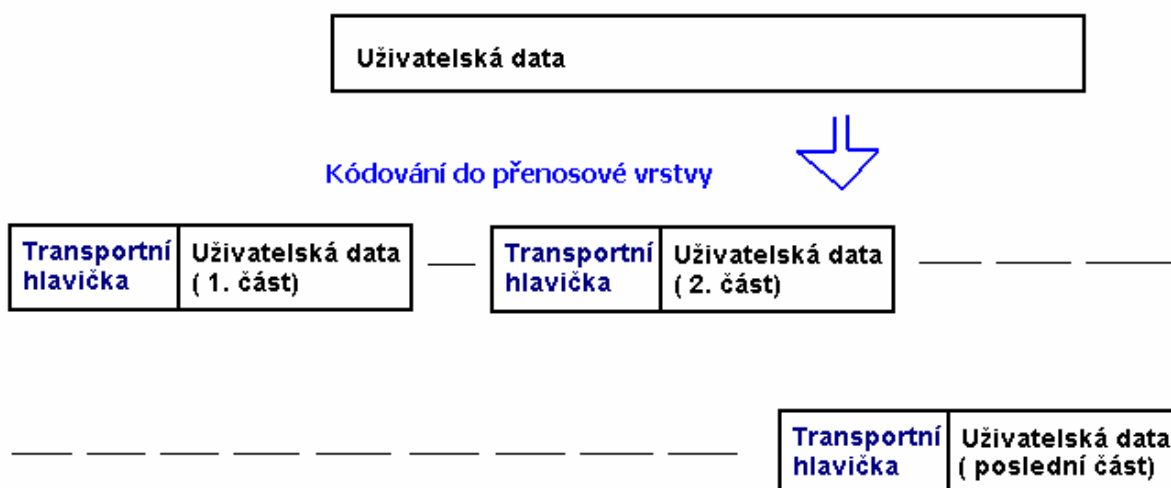 Uživatelská data
Kódování do přenosové vrstvy
Transportní
hlavička
Uživatelská data
( 1. část)
Transportní
hlavička
Uživatelská data
( 2. část)
Transportní
hlavička
Uživatelská data
( poslední část)